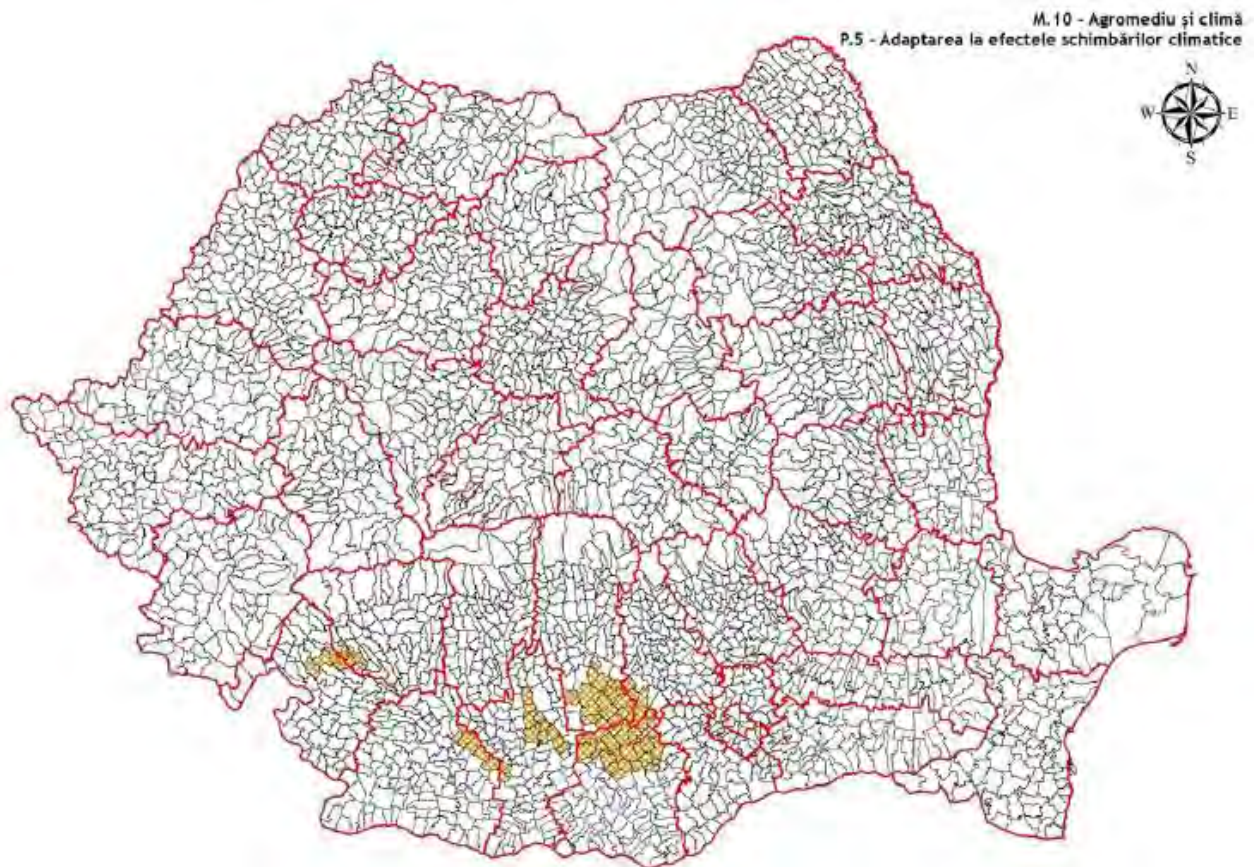 M.10 - Agromediu și climă
P.5 - Adaptarea la efectele schimbărilor climatice
N
W E
S